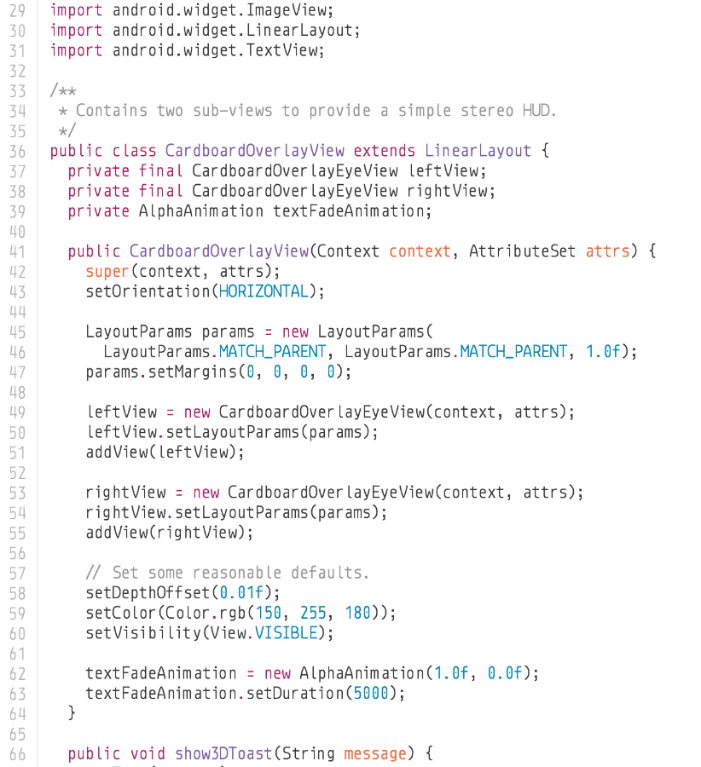 29 import android.widget.ImageView;
30 import android.widget.LinearLayout;
31 import android.widget.TextView;
32
33 /**
34  * Contains two sub-views to provide a simple stereo HUD.
35  */
36 public class CardboardOverlayView extends LinearLayout {
37   private final CardboardOverlayEyeView leftView;
38   private final CardboardOverlayEyeView rightView;
39   private AlphaAnimation textFadeAnimation;
40
41   public CardboardOverlayView(Context context, AttributeSet attrs) {
42     super(context, attrs);
43     setOrientation(HORIZONTAL);
44
45     LayoutParams params = new LayoutParams(
46       LayoutParams.MATCH_PARENT, LayoutParams.MATCH_PARENT, 1.0f);
47     params.setMargins(0, 0, 0, 0);
48
49     leftView = new CardboardOverlayEyeView(context, attrs);
50     leftView.setLayoutParams(params);
51     addView(leftView);
52
53     rightView = new CardboardOverlayEyeView(context, attrs);
54     rightView.setLayoutParams(params);
55     addView(rightView);
56
57     // Set some reasonable defaults.
58     setDepthOffset(0.01f);
59     setColor(Color.rgb(150, 255, 180));
60     setVisibility(View.VISIBLE);
61
62     textFadeAnimation = new AlphaAnimation(1.0f, 0.0f);
63     textFadeAnimation.setDuration(5000);
64   }
65
66   public void show3DToast(String message) {